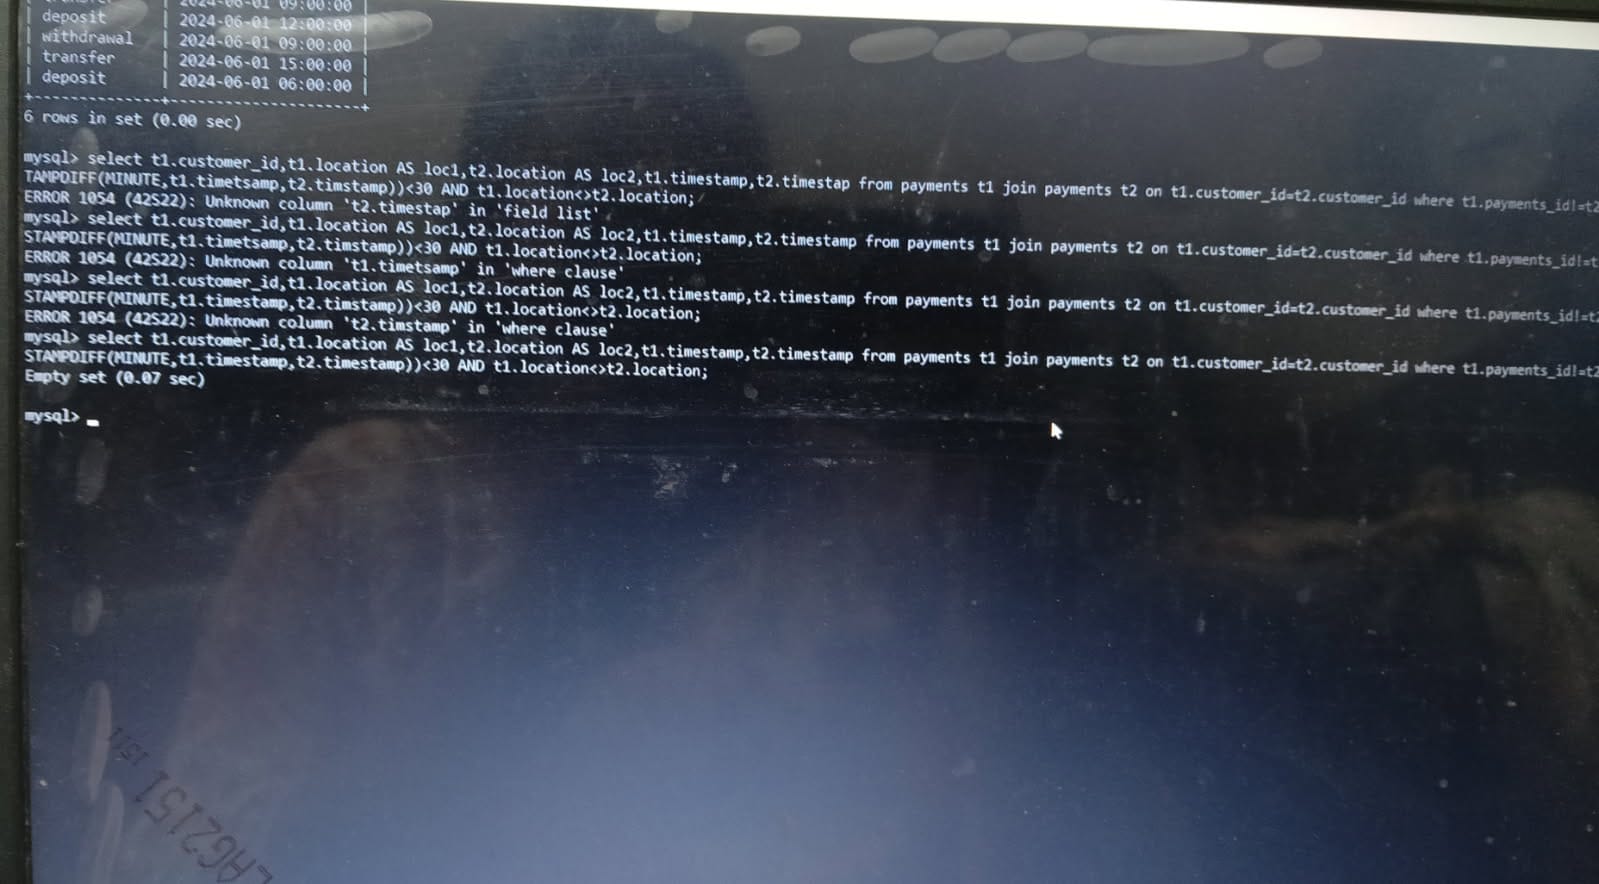 2024-06-01 09:00:00
| deposit | 2024-06-01 12:00:00 |
| withdrawal | 2024-06-01 09:00:00 |
| transfer | 2024-06-01 15:00:00 |
| deposit | 2024-06-01 06:00:00 |
+---------------+---------------------+
6 rows in set (0.00 sec)
mysql> select t1.customer_id,t1.location AS loc1,t2.location AS loc2,t1.timestamp,t2.timestap from payments t1 join payments t2 on t1.customer_id=t2.customer_id where t1.payments_id!=t2
TAMPDIFF(MINUTE,t1.timetsamp,t2.timstamp))<30 AND t1.location<>t2.location;
ERROR 1054 (42S22): Unknown column 't2.timestap' in 'field list'
mysql> select t1.customer_id,t1.location AS loc1,t2.location AS loc2,t1.timestamp,t2.timestamp from payments t1 join payments t2 on t1.customer_id=t2.customer_id where t1.payments_id!=t
STAMPDIFF(MINUTE,t1.timetsamp,t2.timstamp))<30 AND t1.location<>t2.location;
ERROR 1054 (42S22): Unknown column 't1.timetsamp' in 'where clause'
mysql> select t1.customer_id,t1.location AS loc1,t2.location AS loc2,t1.timestamp,t2.timestamp from payments t1 join payments t2 on t1.customer_id=t2.customer_id where t1.payments_id!=t2
STAMPDIFF(MINUTE,t1.timestamp,t2.timstamp))<30 AND t1.location<>t2.location;
ERROR 1054 (42S22): Unknown column 't2.timstamp' in 'where clause'
mysql> select t1.customer_id,t1.location AS loc1,t2.location AS loc2,t1.timestamp,t2.timestamp from payments t1 join payments t2 on t1.customer_id=t2.customer_id where t1.payments_id!=t2
STAMPDIFF(MINUTE,t1.timestamp,t2.timestamp))<30 AND t1.location<>t2.location;
Empty set (0.07 sec)
mysql>